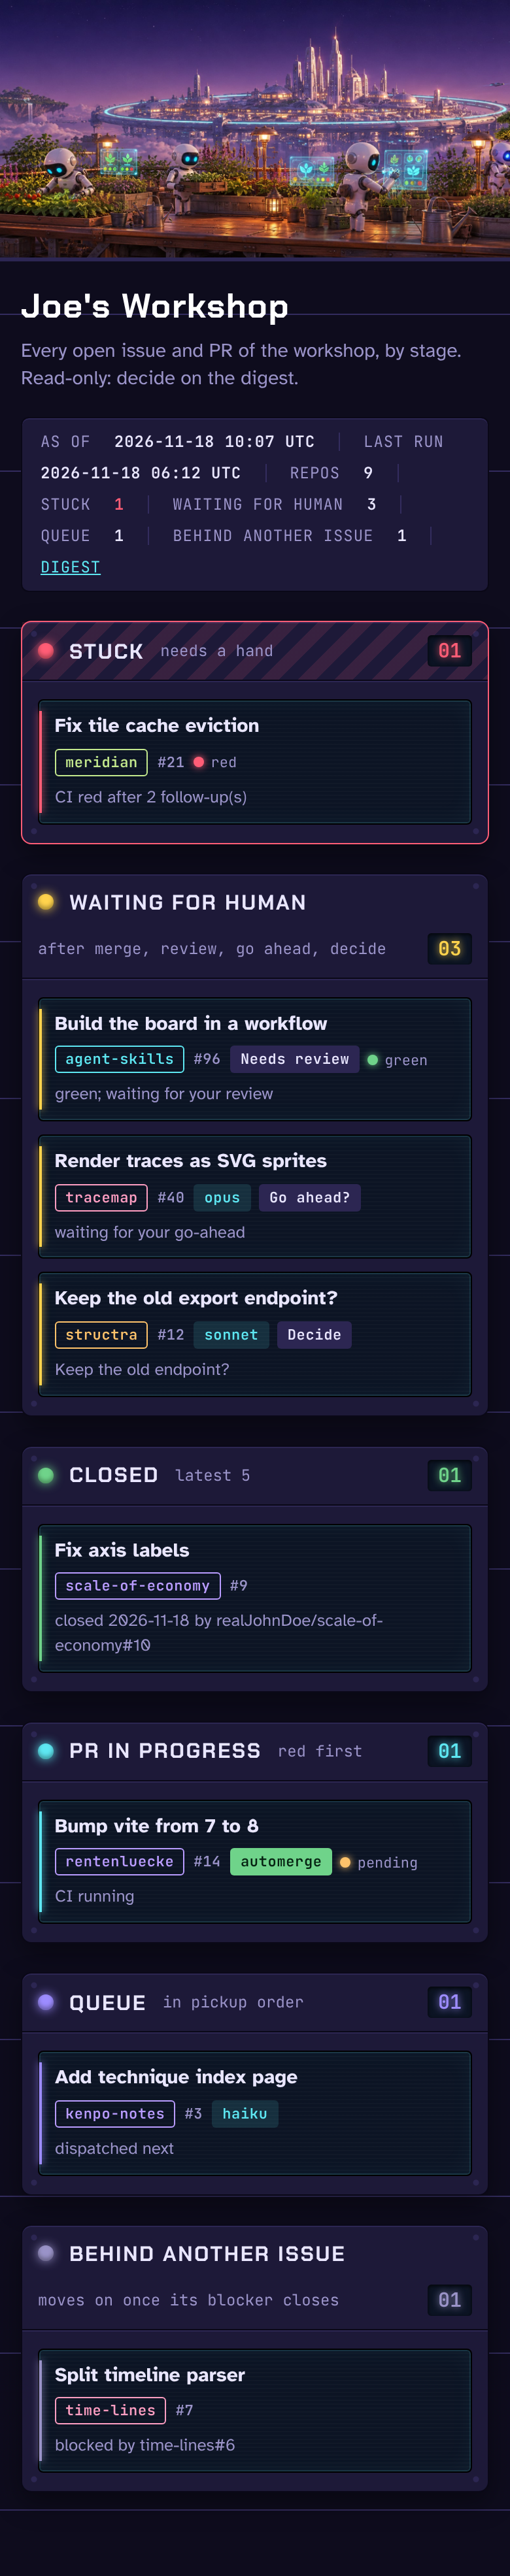 Joe's Workshop
Every open issue and PR of the workshop, by stage.
Read-only: decide on the digest.
AS OF 2026-11-18 10:07 UTC LAST RUN
2026-11-18 06:12 UTC REPOS 9
STUCK 1 WAITING FOR HUMAN 3
QUEUE 1 BEHIND ANOTHER ISSUE 1
DIGEST
STUCK needs a hand 01
Fix tile cache eviction
meridian #21 red
CI red after 2 follow-up(s)
WAITING FOR HUMAN
after merge, review, go ahead, decide 03
Build the board in a workflow
agent-skills #96 Needs review green
green; waiting for your review
Render traces as SVG sprites
tracemap #40 opus Go ahead?
waiting for your go-ahead
Keep the old export endpoint?
structra #12 sonnet Decide
Keep the old endpoint?
CLOSED latest 5 01
Fix axis labels
scale-of-economy #9
closed 2026-11-18 by realJohnDoe/scale-of-
economy#10
PR IN PROGRESS red first 01
Bump vite from 7 to 8
rentenluecke #14 automerge pending
CI running
QUEUE in pickup order 01
Add technique index page
kenpo-notes #3 haiku
dispatched next
BEHIND ANOTHER ISSUE
moves on once its blocker closes 01
Split timeline parser
time-lines #7
blocked by time-lines#6